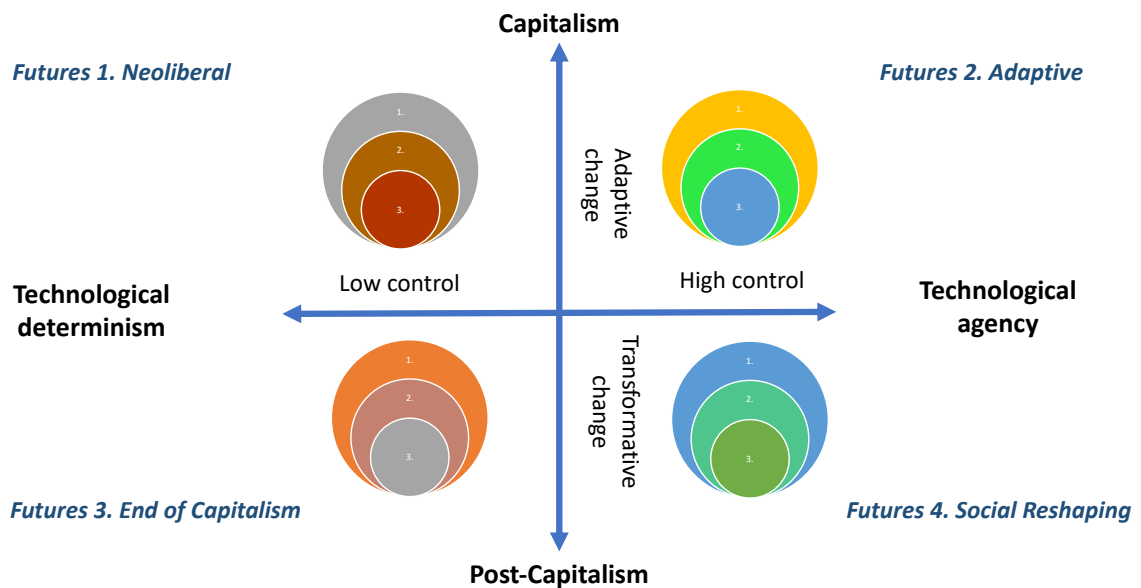 Capitalism
Futures 1. Neoliberal
Futures 2. Adaptive
1.
2.
3.
1.
2.
3.
Adaptive
change
Low control
High control
Technological
determinism
Technological
agency
Transformative
change
1.
2.
3.
1.
2.
3.
Futures 3. End of Capitalism
Futures 4. Social Reshaping
Post-Capitalism